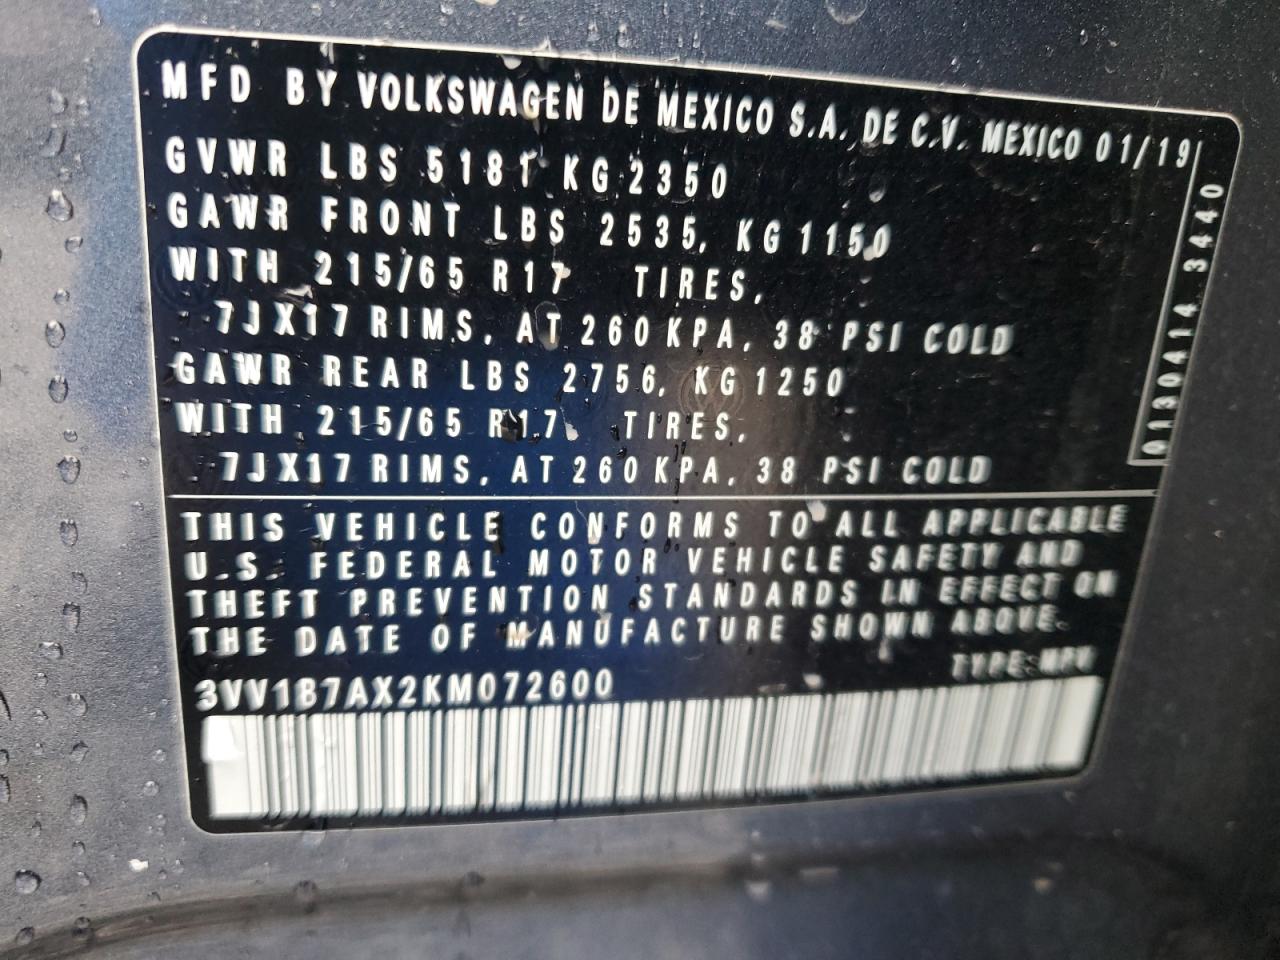 MFD BY VOLKSWAGEN DE MEXICO S.A. DE C.V. MEXICO 01/19
GVWR LBS 5181 KG 2350
GAWR FRONT LBS 2535, KG 1150
WITH 215/65 R17 TIRES,
7JX17 RIMS, AT 260 KPA, 38 PSI COLD
GAWR REAR LBS 2756, KG 1250
WITH 215/65 R17 TIRES,
7JX17 RIMS, AT 260 KPA, 38 PSI COLD
0130414 3440
THIS VEHICLE CONFORMS TO ALL APPLICABLE
U.S. FEDERAL MOTOR VEHICLE SAFETY AND
THEFT PREVENTION STANDARDS IN EFFECT ON
THE DATE OF MANUFACTURE SHOWN ABOVE.
TYPE:MPV
3VV1B7AX2KM072600